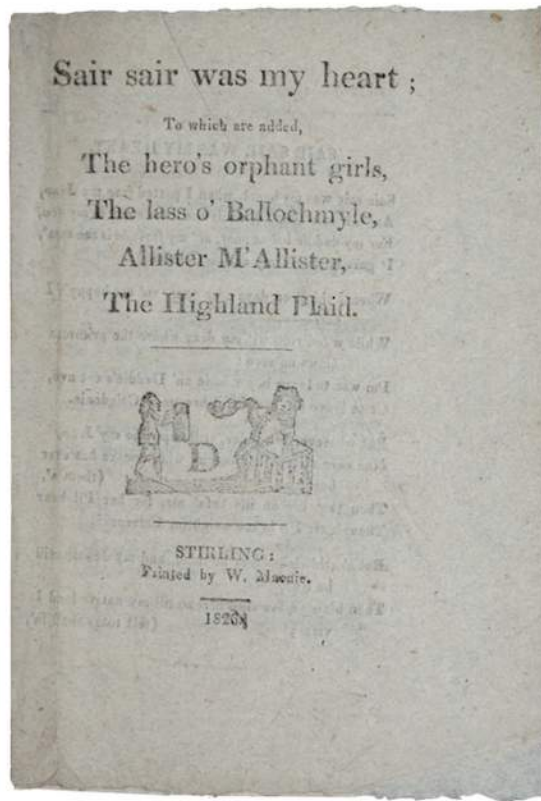 Sair sair was my heart ;
To which are added,
The hero's orphant girls,
The lass o' Ballochmyle,
Allister M'Allister,
The Highland Plaid.
D
STIRLING :
Printed by W. Macnie.